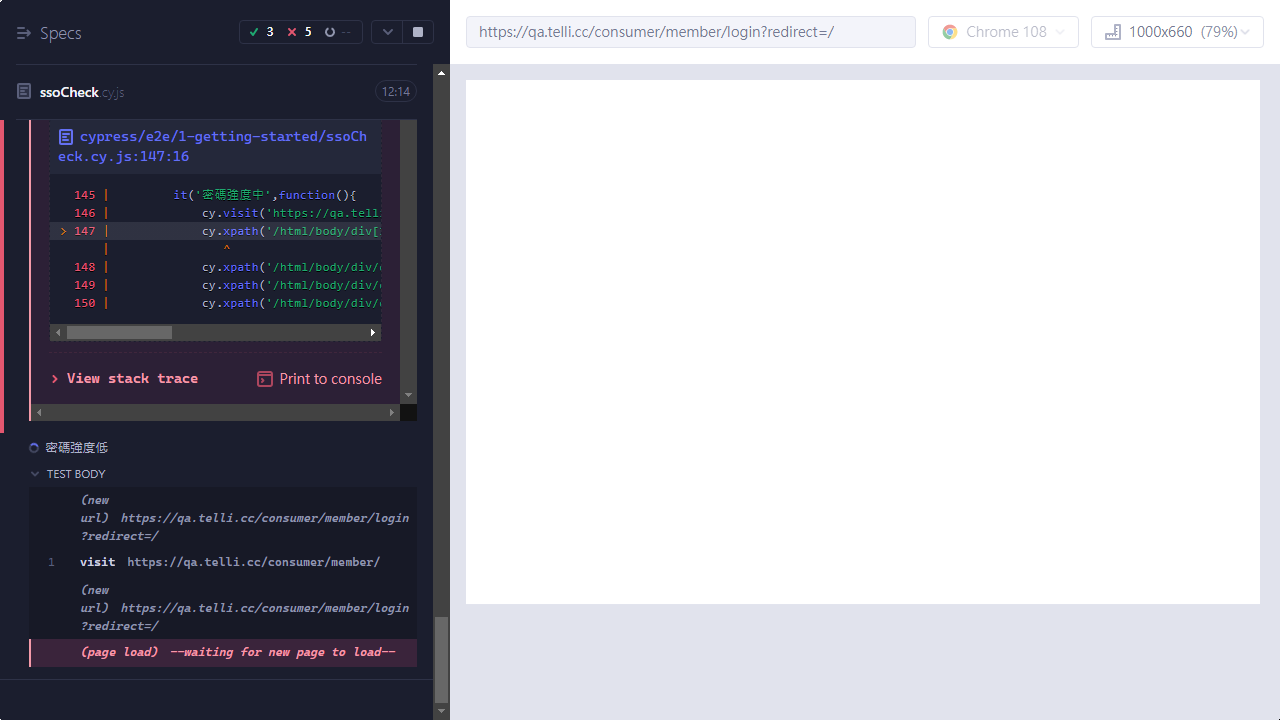 Specs
3
5
--
https://qa.telli.cc/consumer/member/login?redirect=/
Chrome 108
1000x660 (79%)
ssoCheck.cy.js
12:14
cypress/e2e/1-getting-started/ssoCh
eck.cy.js:147:16
145 | it('密碼強度中',function(){
146 | cy.visit('https://qa.telli
> 147 | cy.xpath('/html/body/div[
| ^
148 | cy.xpath('/html/body/div/
149 | cy.xpath('/html/body/div/
150 | cy.xpath('/html/body/div/
> View stack trace
Print to console
密碼強度低
TEST BODY
(new
url) https://qa.telli.cc/consumer/member/login
?redirect=/
1 visit https://qa.telli.cc/consumer/member/
(new
url) https://qa.telli.cc/consumer/member/login
?redirect=/
(page load) --waiting for new page to load--